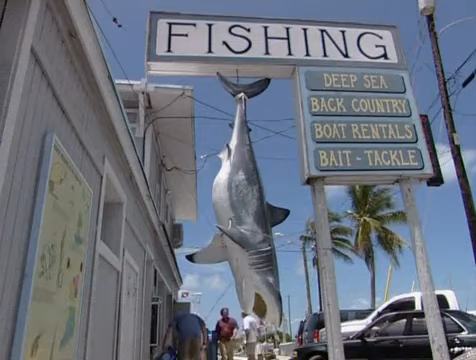 FISHING
DEEP SEA
BACK COUNTRY
BOAT RENTALS
BAIT - TACKLE